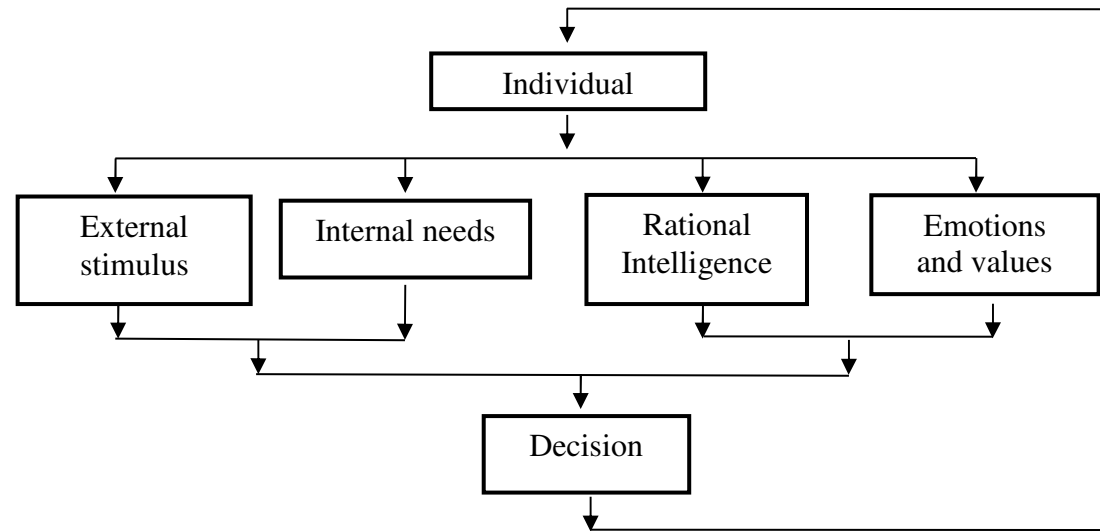 Individual
External
stimulus
Internal needs
Rational
Intelligence
Emotions
and values
Decision